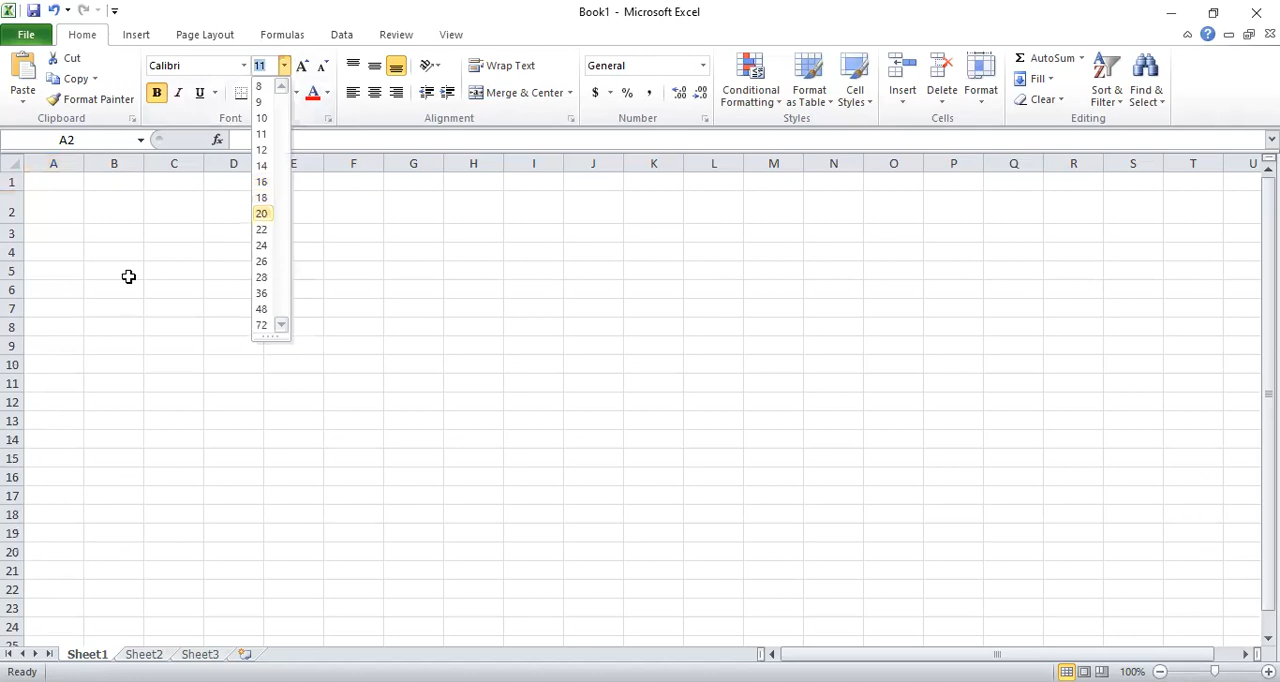 Book1 - Microsoft Excel
File Home Insert Page Layout Formulas Data Review View
Paste
Cut
Copy
Format Painter
Clipboard
Calibri 11
B I U A
Font
8
9
10
11
12
14
16
18
20
22
24
26
28
36
48
72
Wrap Text
Merge & Center
Alignment
General
$ % ,
Number
Conditional Formatting
Format as Table
Cell Styles
Styles
Insert Delete Format
Cells
Σ AutoSum
Fill
Clear
Sort & Filter
Find & Select
Editing
A2 fx
A B C D E F G H I J K L M N O P Q R S T U
1
2
3
4
5
6
7
8
9
10
11
12
13
14
15
16
17
18
19
20
21
22
23
24
25
Sheet1 Sheet2 Sheet3
Ready 100%